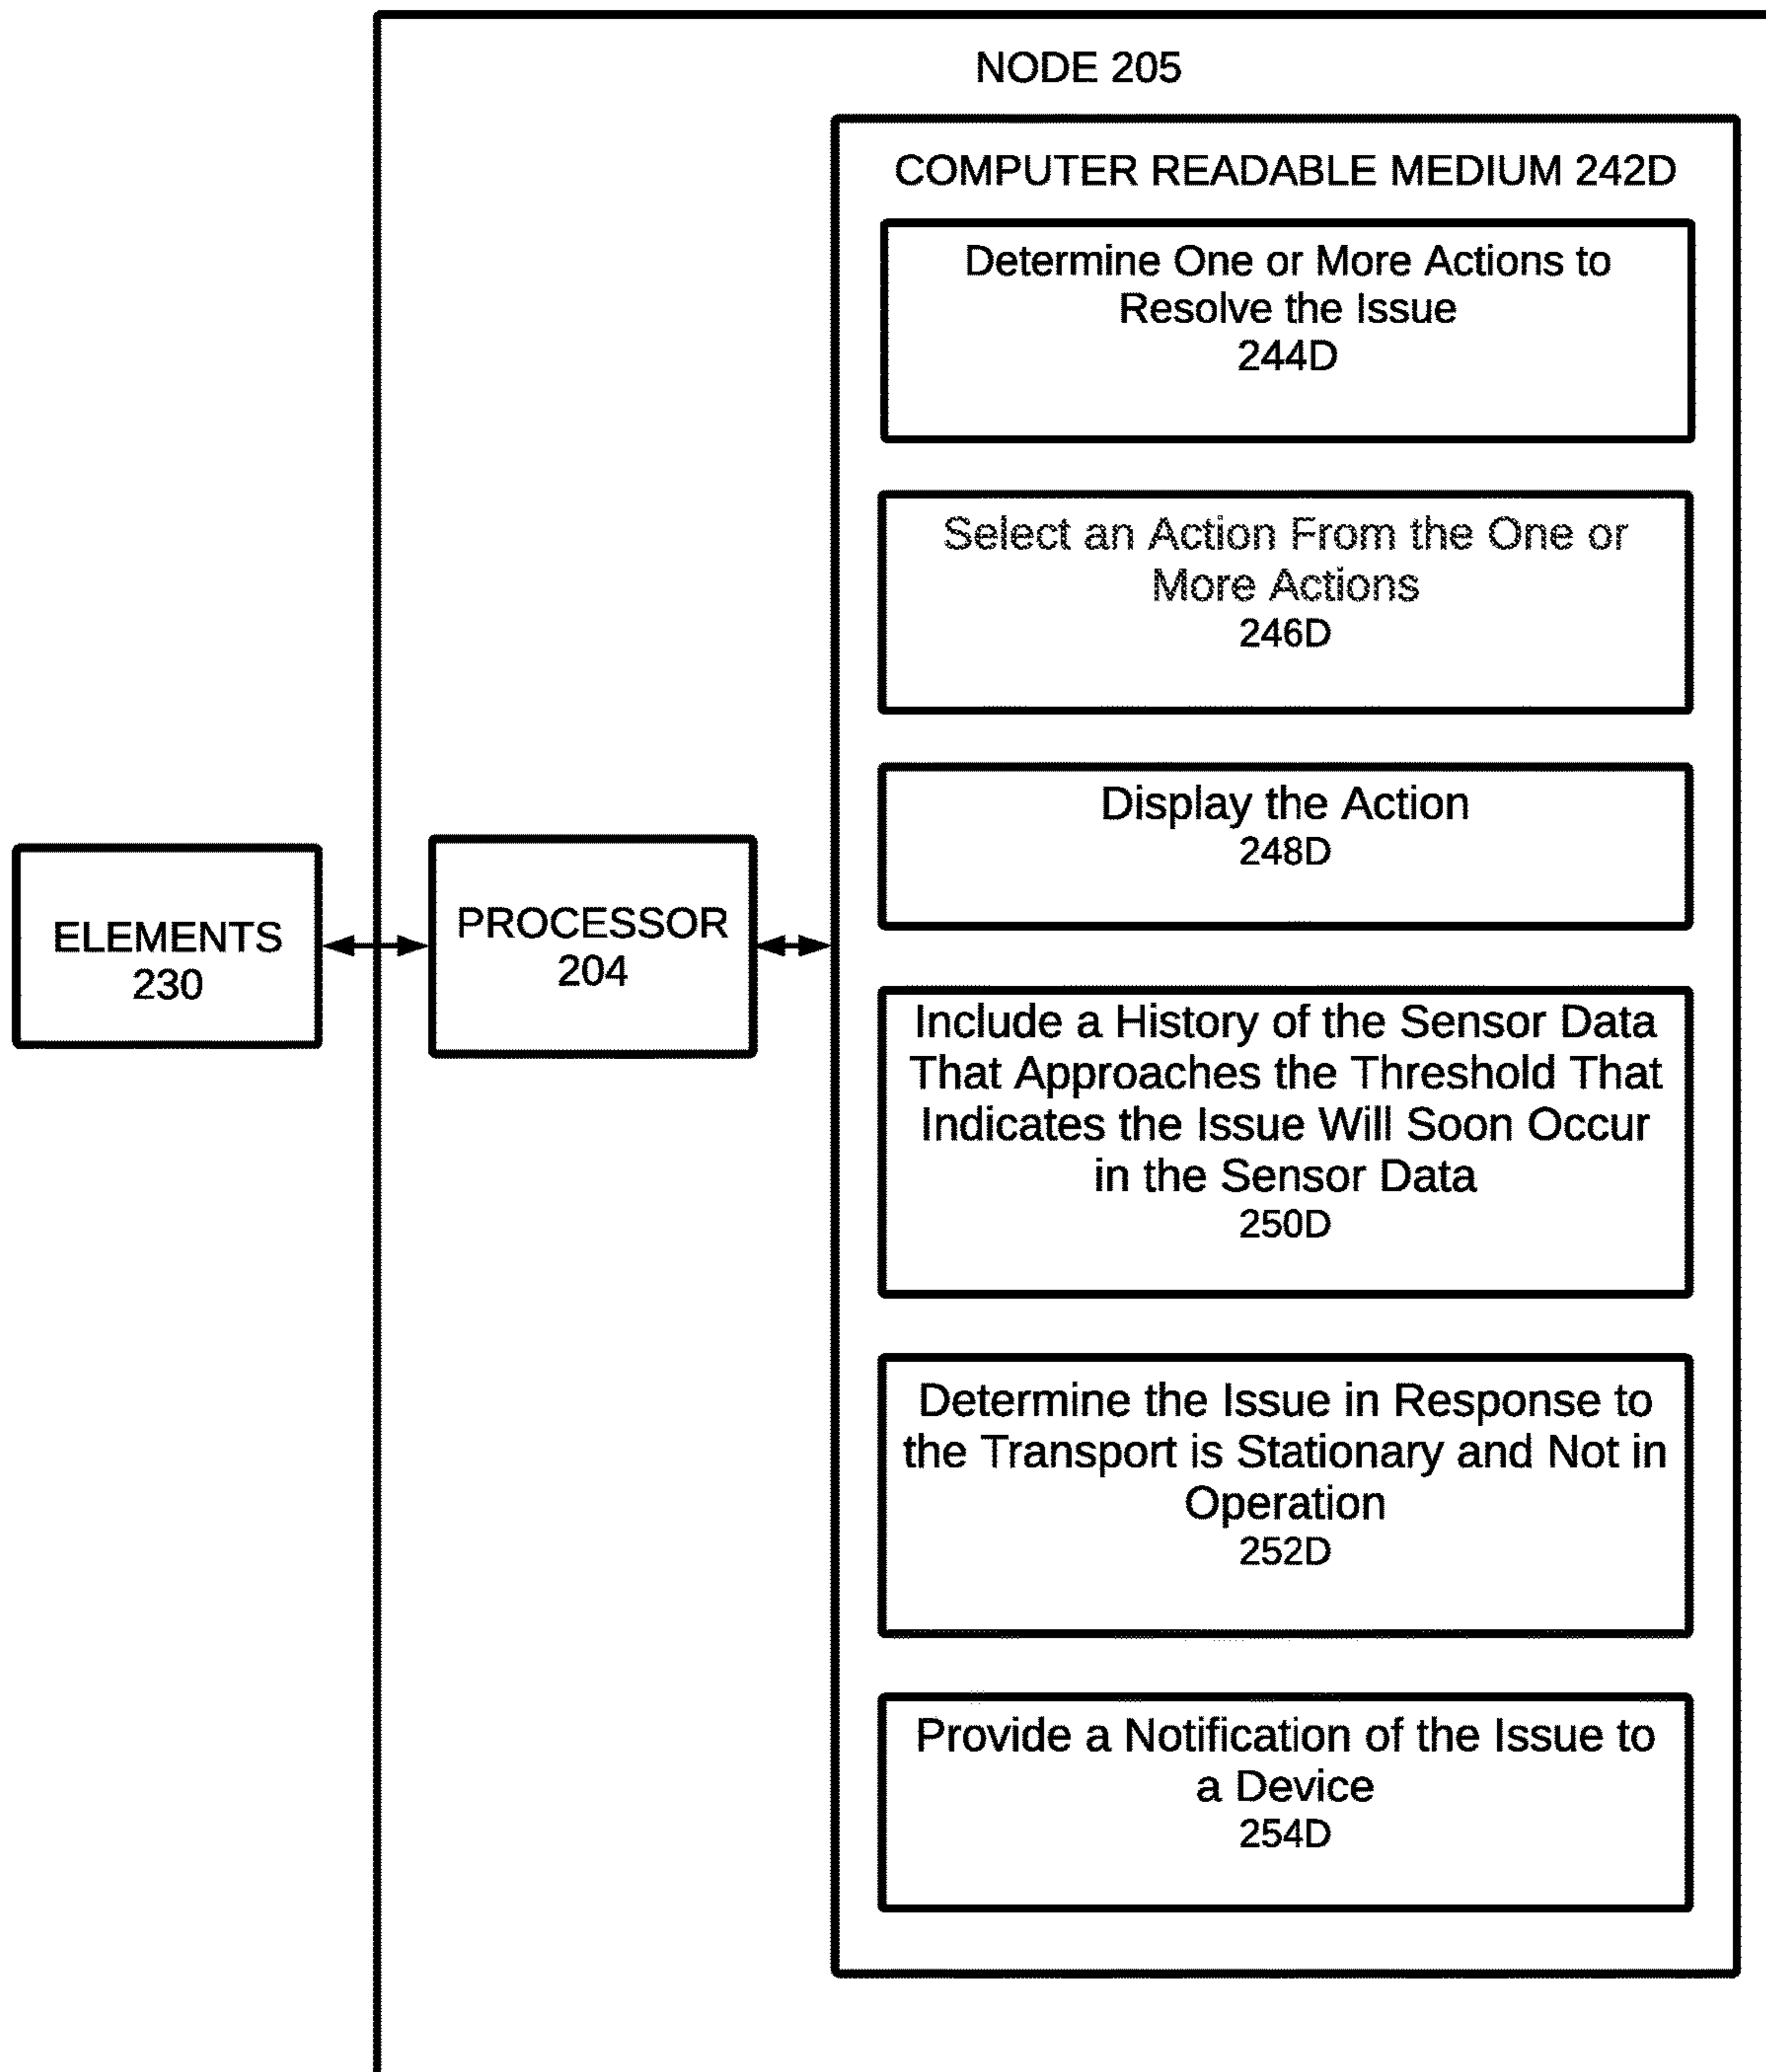 NODE 205
COMPUTER READABLE MEDIUM 242D
Determine One or More Actions to
Resolve the Issue
244D
Select an Action From the One or
More Actions
246D
Display the Action
248D
ELEMENTS
230
PROCESSOR
204
Include a History of the Sensor Data
That Approaches the Threshold That
Indicates the Issue Will Soon Occur
in the Sensor Data
250D
Determine the Issue in Response to
the Transport is Stationary and Not in
Operation
252D
Provide a Notification of the Issue to
a Device
254D